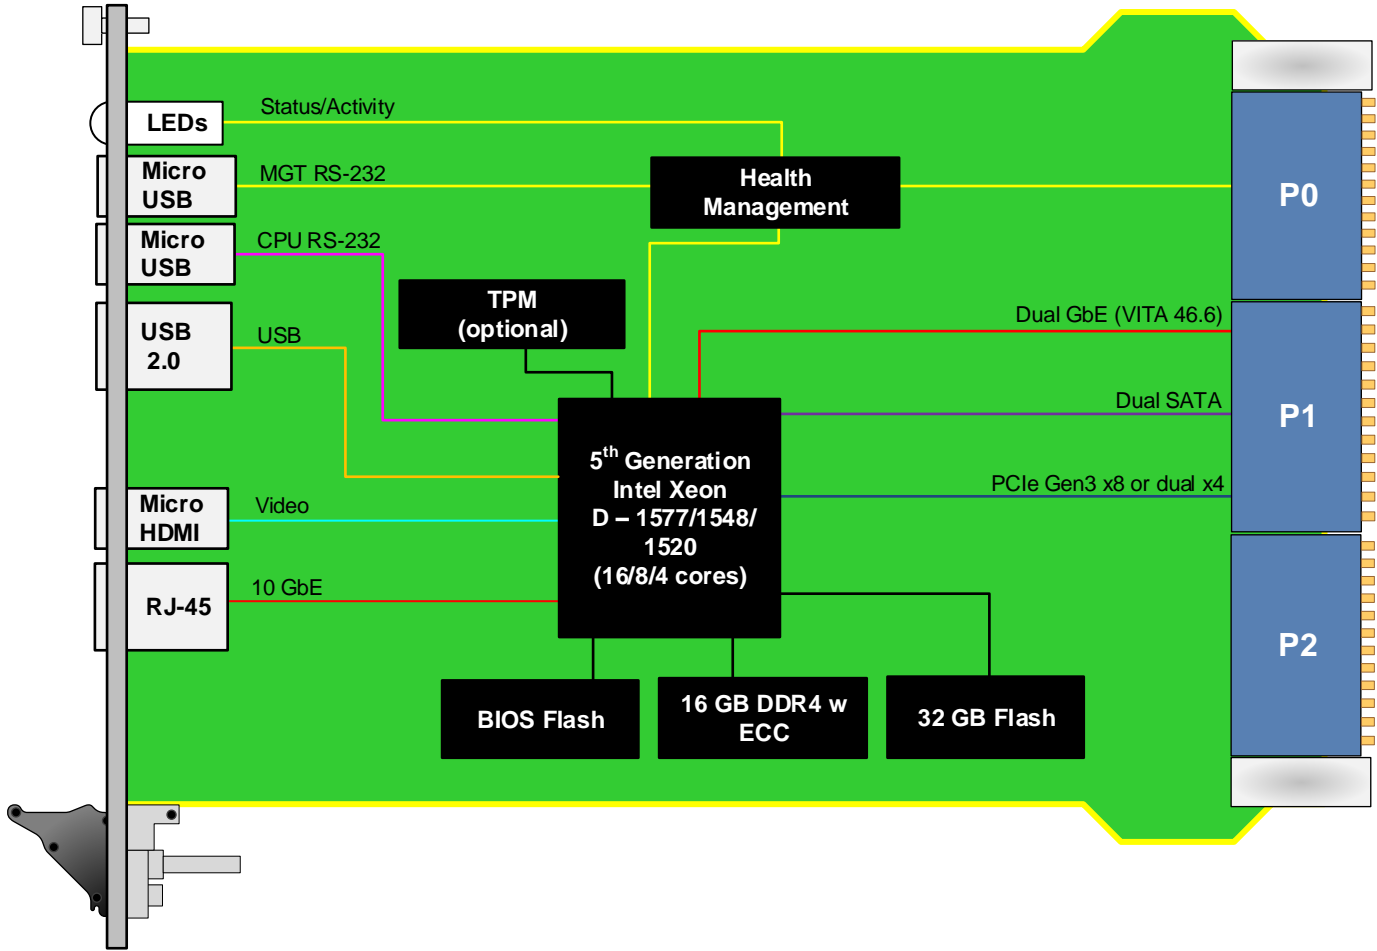 LEDs
Status/Activity
Micro
USB
MGT RS-232
Health
Management
P0
Micro
USB
CPU RS-232
TPM
(optional)
USB
2.0
USB
Dual GbE (VITA 46.6)
Dual SATA
P1
PCIe Gen3 x8 or dual x4
5th Generation
Intel Xeon
D – 1577/1548/
1520
(16/8/4 cores)
Micro
HDMI
Video
RJ-45
10 GbE
P2
BIOS Flash
16 GB DDR4 w
ECC
32 GB Flash